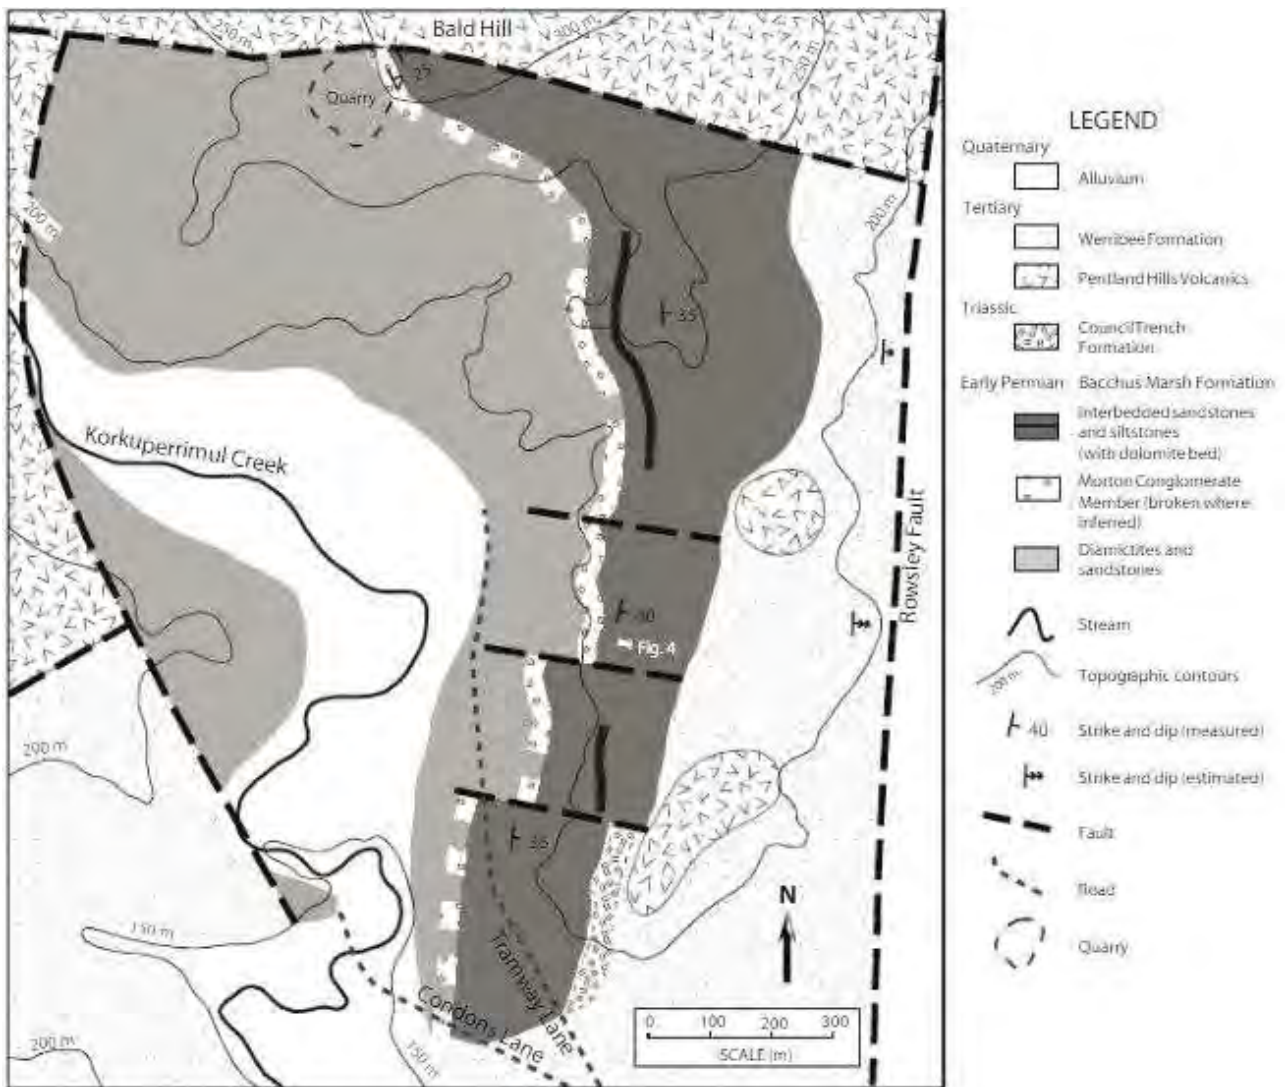 250 m
Bald Hill
300 m
250 m
25
Quarry
LEGEND
Quaternary
Alluvium
200 m
200 m
Tertiary
Werribee Formation
Pentland Hills Volcanics
35
Triassic
Council Trench
Formation
Early Permian Bacchus Marsh Formation
Interbedded sandstones
and siltstones
(with dolomite bed)
Korkuperrimul Creek
Morton Conglomerate
Member (broken where
inferred)
Diamictites and
sandstones
Rowsley Fault
40
Fig. 4
Stream
200 m
Topographic contours
40
Strike and dip (measured)
200 m
Strike and dip (estimated)
35
Fault
N
Road
150 m
Quarry
Tramway Lane
Condons Lane
0 100 200 300
SCALE (m)
200 m
150 m